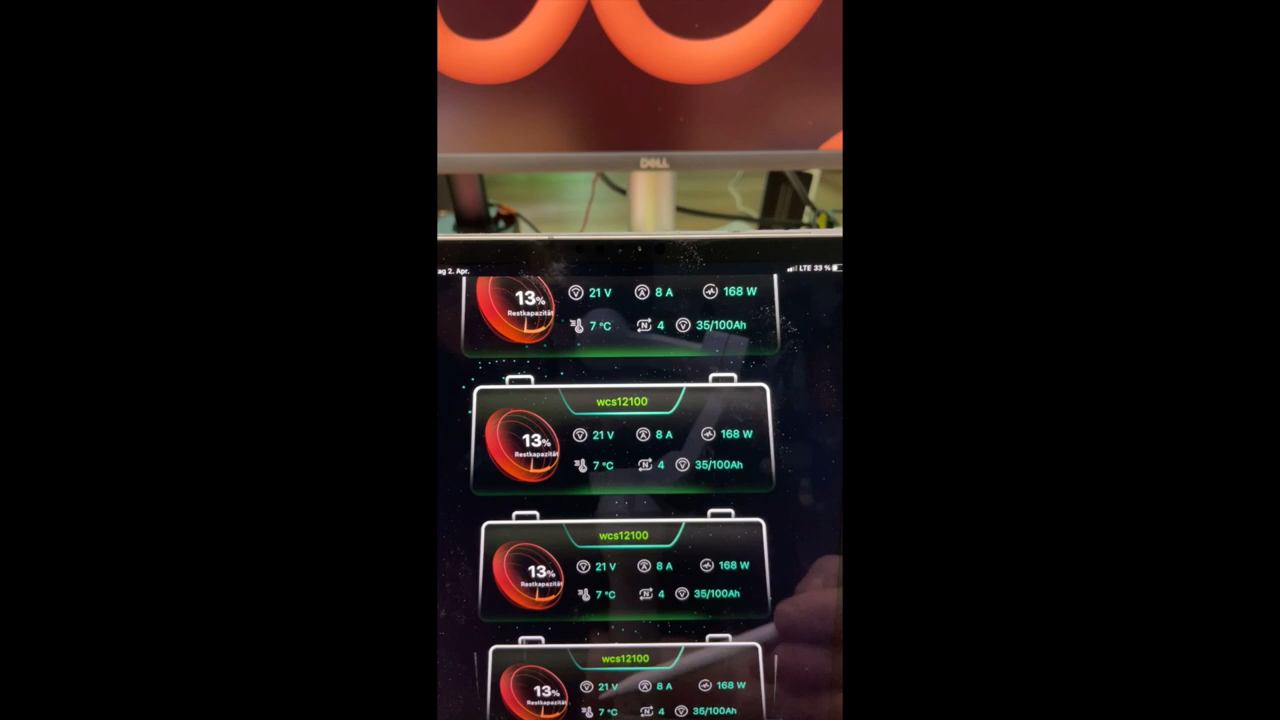 DELL
ag 2. Apr.
LTE 33 %
13%
Restkapazität
21 V
8 A
168 W
7 °C
N
4
35/100Ah
wcs12100
13%
Restkapazität
21 V
8 A
168 W
7 °C
N
4
35/100Ah
wcs12100
13%
Restkapazität
21 V
8 A
168 W
7 °C
N
4
35/100Ah
wcs12100
13%
Restkapazität
21 V
8 A
168 W
7 °C
N
4
35/100Ah